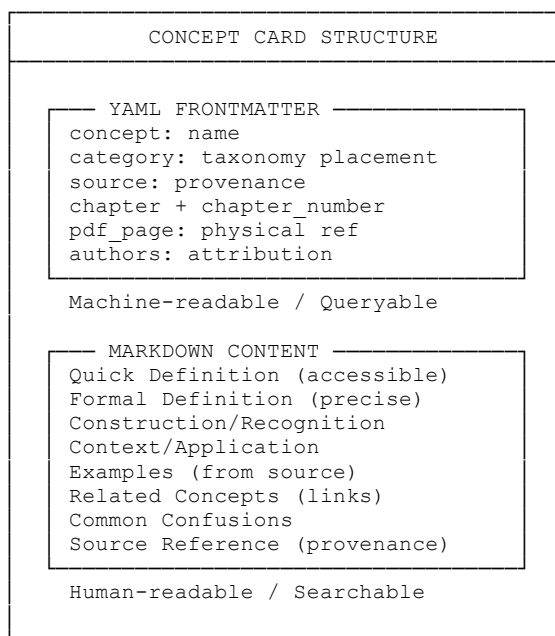 CONCEPT CARD STRUCTURE
YAML FRONTMATTER
concept: name
category: taxonomy placement
source: provenance
chapter + chapter_number
pdf_page: physical ref
authors: attribution
Machine-readable / Queryable
MARKDOWN CONTENT
Quick Definition (accessible)
Formal Definition (precise)
Construction/Recognition
Context/Application
Examples (from source)
Related Concepts (links)
Common Confusions
Source Reference (provenance)
Human-readable / Searchable